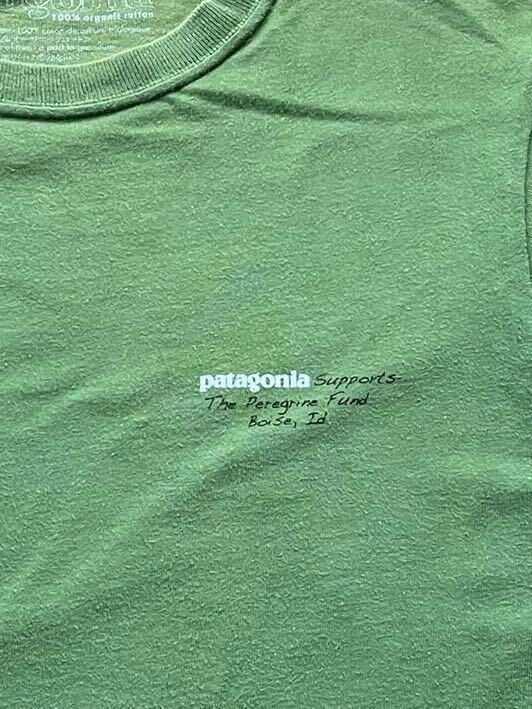 100% organic cotton
patagonia Supports-
The Peregrine Fund
Boise, Id.